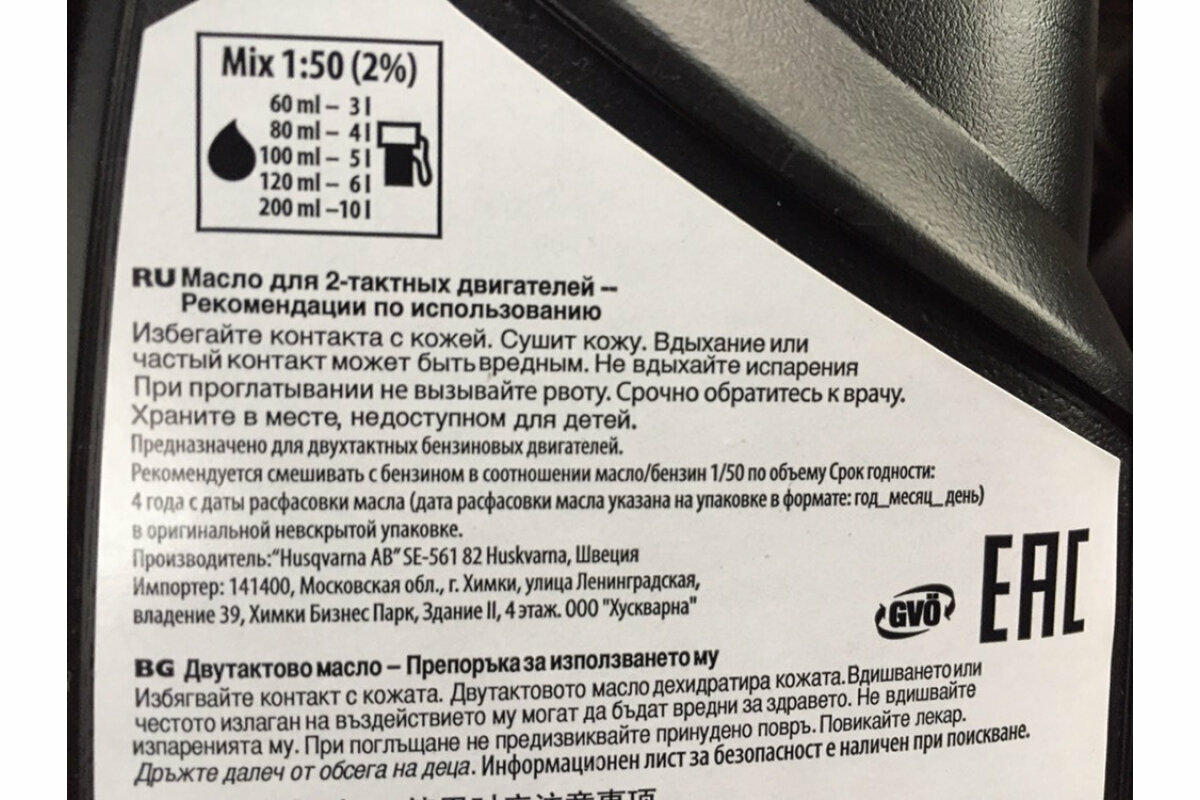 Mix 1:50 (2%)
60 ml – 3 l
80 ml – 4 l
100 ml – 5 l
120 ml – 6 l
200 ml –10 l
RU Масло для 2-тактных двигателей --
Рекомендации по использованию
Избегайте контакта с кожей. Сушит кожу. Вдыхание или
частый контакт может быть вредным. Не вдыхайте испарения
При проглатывании не вызывайте рвоту. Срочно обратитесь к врачу.
Храните в месте, недоступном для детей.
Предназначено для двухтактных бензиновых двигателей.
Рекомендуется смешивать с бензином в соотношении масло/бензин 1/50 по объему Срок годности:
4 года с даты расфасовки масла (дата расфасовки масла указана на упаковке в формате: год_месяц_день)
в оригинальной невскрытой упаковке.
Производитель:"Husqvarna AB" SE-561 82 Huskvarna, Швеция
Импортер: 141400, Московская обл., г. Химки, улица Ленинградская,
владение 39, Химки Бизнес Парк, Здание II, 4 этаж. ООО "Хускварна"
GVÖ
EAC
BG Двутактово масло – Препоръка за използването му
Избягвайте контакт с кожата. Двутактовото масло дехидратира кожата. Вдишването или
честото излаган на въздействието му могат да бъдат вредни за здравето. Не вдишвайте
изпаренията му. При поглъщане не предизвиквайте принудено повръ. Повикайте лекар.
Дръжте далеч от обсега на деца. Информационен лист за безопасност е наличен при поискване.